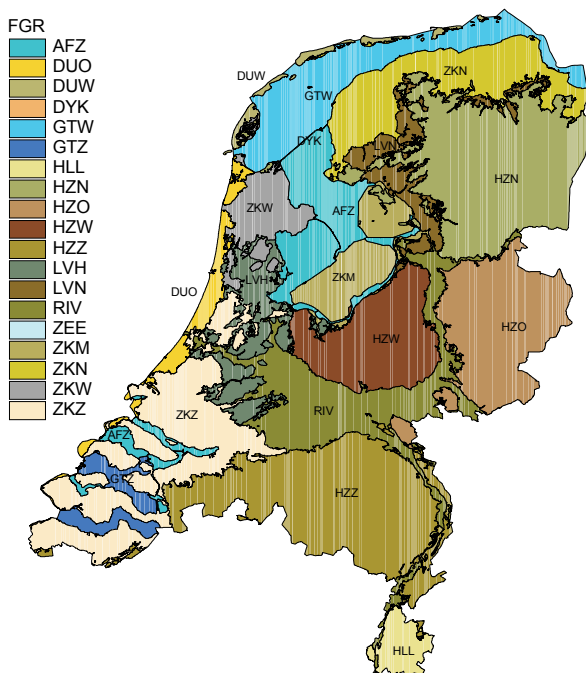 FGR
AFZ
DUO
DUW
DYK
GTW
GTZ
HLL
HZN
HZO
HZW
HZZ
LVH
LVN
RIV
ZEE
ZKM
ZKN
ZKW
ZKZ
DUW
ZKN
GTW
DYK
LVN
HZN
ZKW
AFZ
LVH
ZKM
DUO
HZO
HZW
ZKZ
RIV
AFZ
GTZ
HZZ
HLL